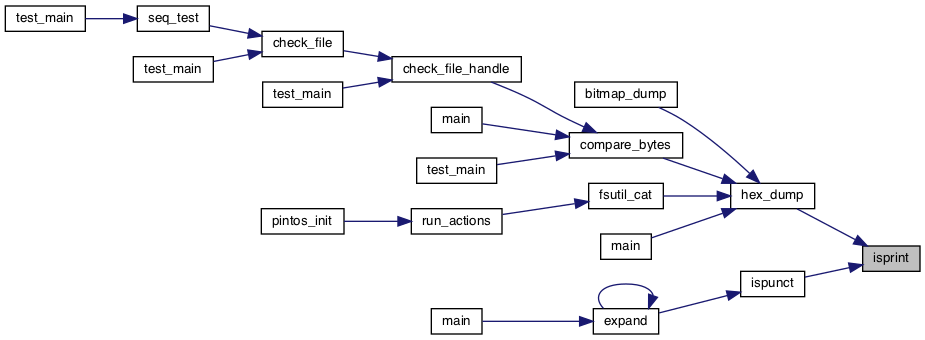 test_main
seq_test
check_file
test_main
check_file_handle
test_main
bitmap_dump
main
compare_bytes
test_main
fsutil_cat
hex_dump
pintos_init
run_actions
main
isprint
ispunct
main
expand